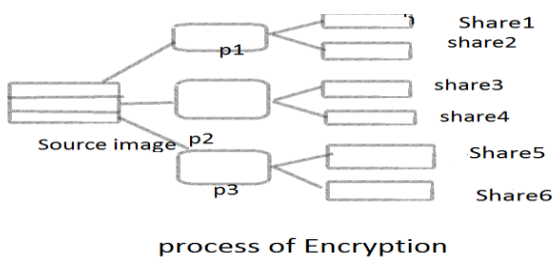 Share1
p1
share2
share3
share4
Source image
p2
Share5
p3
Share6
process of Encryption